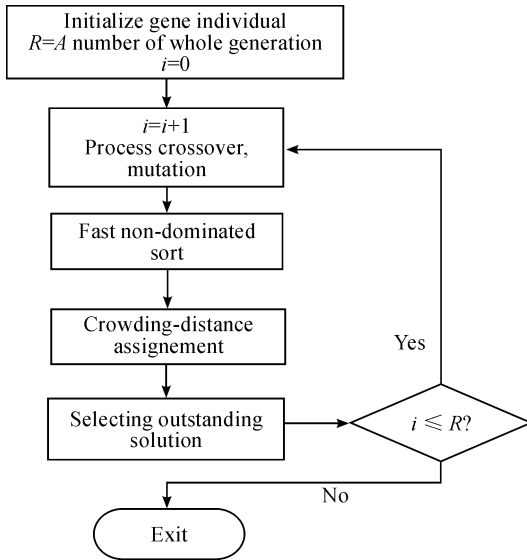 Initialize gene individual
R=A number of whole generation
i=0
i=i+1
Process crossover,
mutation
Fast non-dominated
sort
Crowding-distance
assignement
Selecting outstanding
solution
Yes
i ⩽ R?
No
Exit